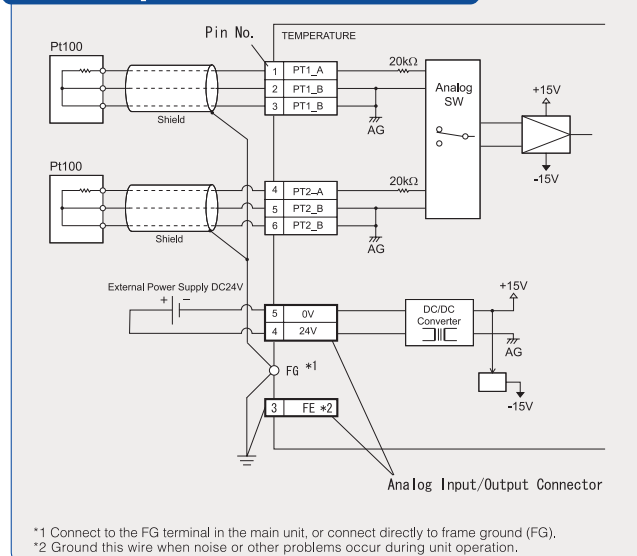 Pin No.
TEMPERATURE
Pt100
1 PT1_A
2 PT1_B
3 PT1_B
Shield
20kΩ
AG
Analog
SW
+15V
-15V
Pt100
4 PT2-A
5 PT2_B
6 PT2_B
Shield
20kΩ
AG
External Power Supply DC24V
+ −
5 0V
4 24V
DC/DC
Converter
+15V
AG
-15V
FG *1
3 FE *2
Analog Input/Output Connector
*1 Connect to the FG terminal in the main unit, or connect directly to frame ground (FG).
*2 Ground this wire when noise or other problems occur during unit operation.